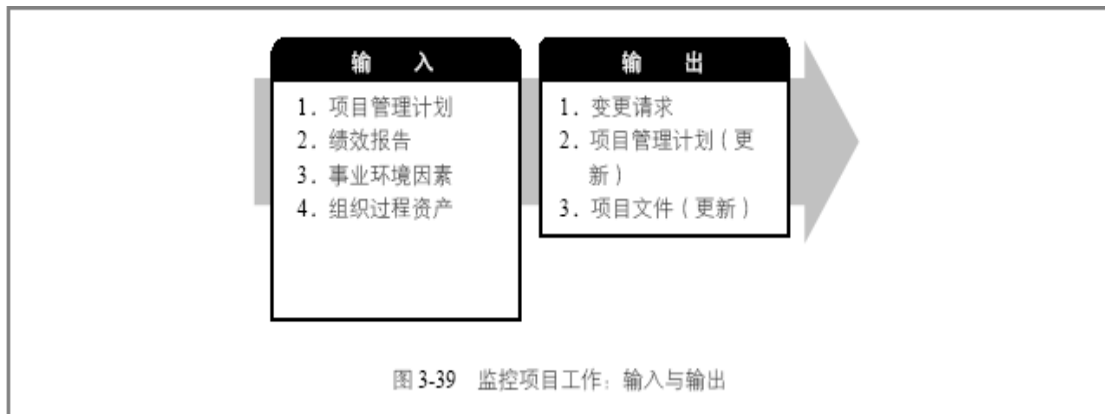 输 入
1. 项目管理计划
2. 绩效报告
3. 事业环境因素
4. 组织过程资产
输 出
1. 变更请求
2. 项目管理计划（更
新）
3. 项目文件（更新）
图 3-39 监控项目工作：输入与输出